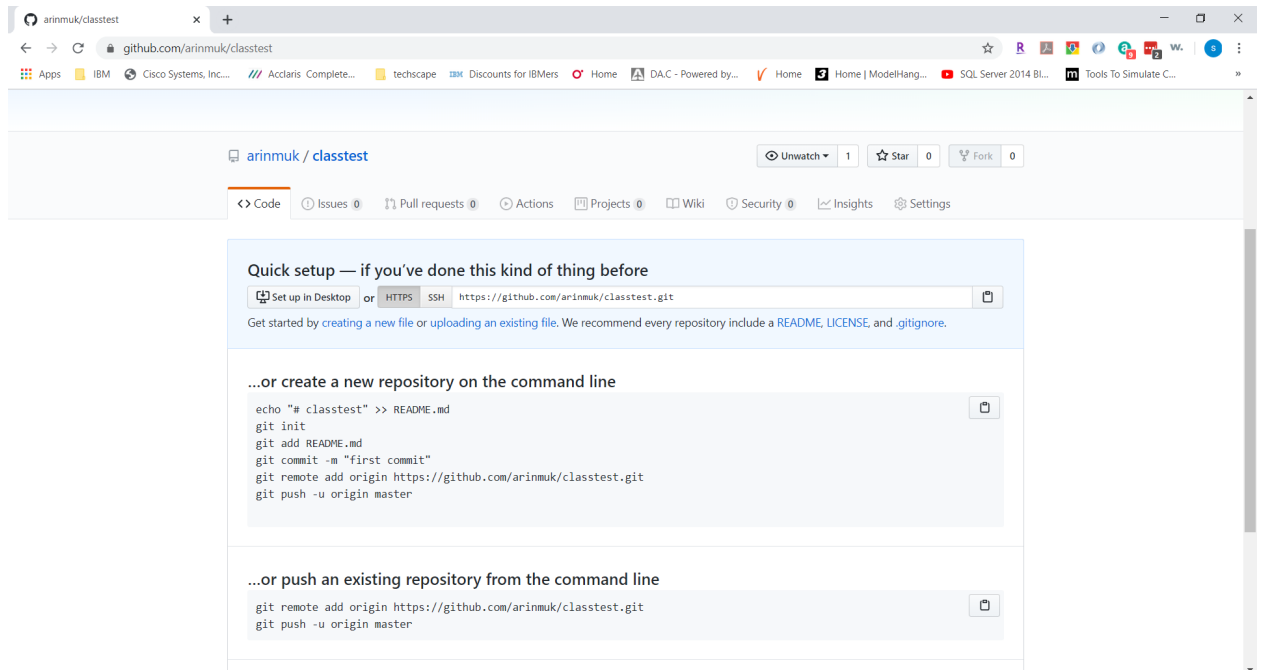 arinmuk/classtest
github.com/arinmuk/classtest
Apps IBM Cisco Systems, Inc... Acclaris Complete... techscape IBM Discounts for IBMers Home DA.C - Powered by... Home Home | ModelHang... SQL Server 2014 BI... m Tools To Simulate C... »
arinmuk / classtest
Unwatch 1 Star 0 Fork 0
<> Code Issues 0 Pull requests 0 Actions Projects 0 Wiki Security 0 Insights Settings
Quick setup — if you've done this kind of thing before
Set up in Desktop or HTTPS SSH https://github.com/arinmuk/classtest.git
Get started by creating a new file or uploading an existing file. We recommend every repository include a README, LICENSE, and .gitignore.
...or create a new repository on the command line
echo "# classtest" >> README.md
git init
git add README.md
git commit -m "first commit"
git remote add origin https://github.com/arinmuk/classtest.git
git push -u origin master
...or push an existing repository from the command line
git remote add origin https://github.com/arinmuk/classtest.git
git push -u origin master